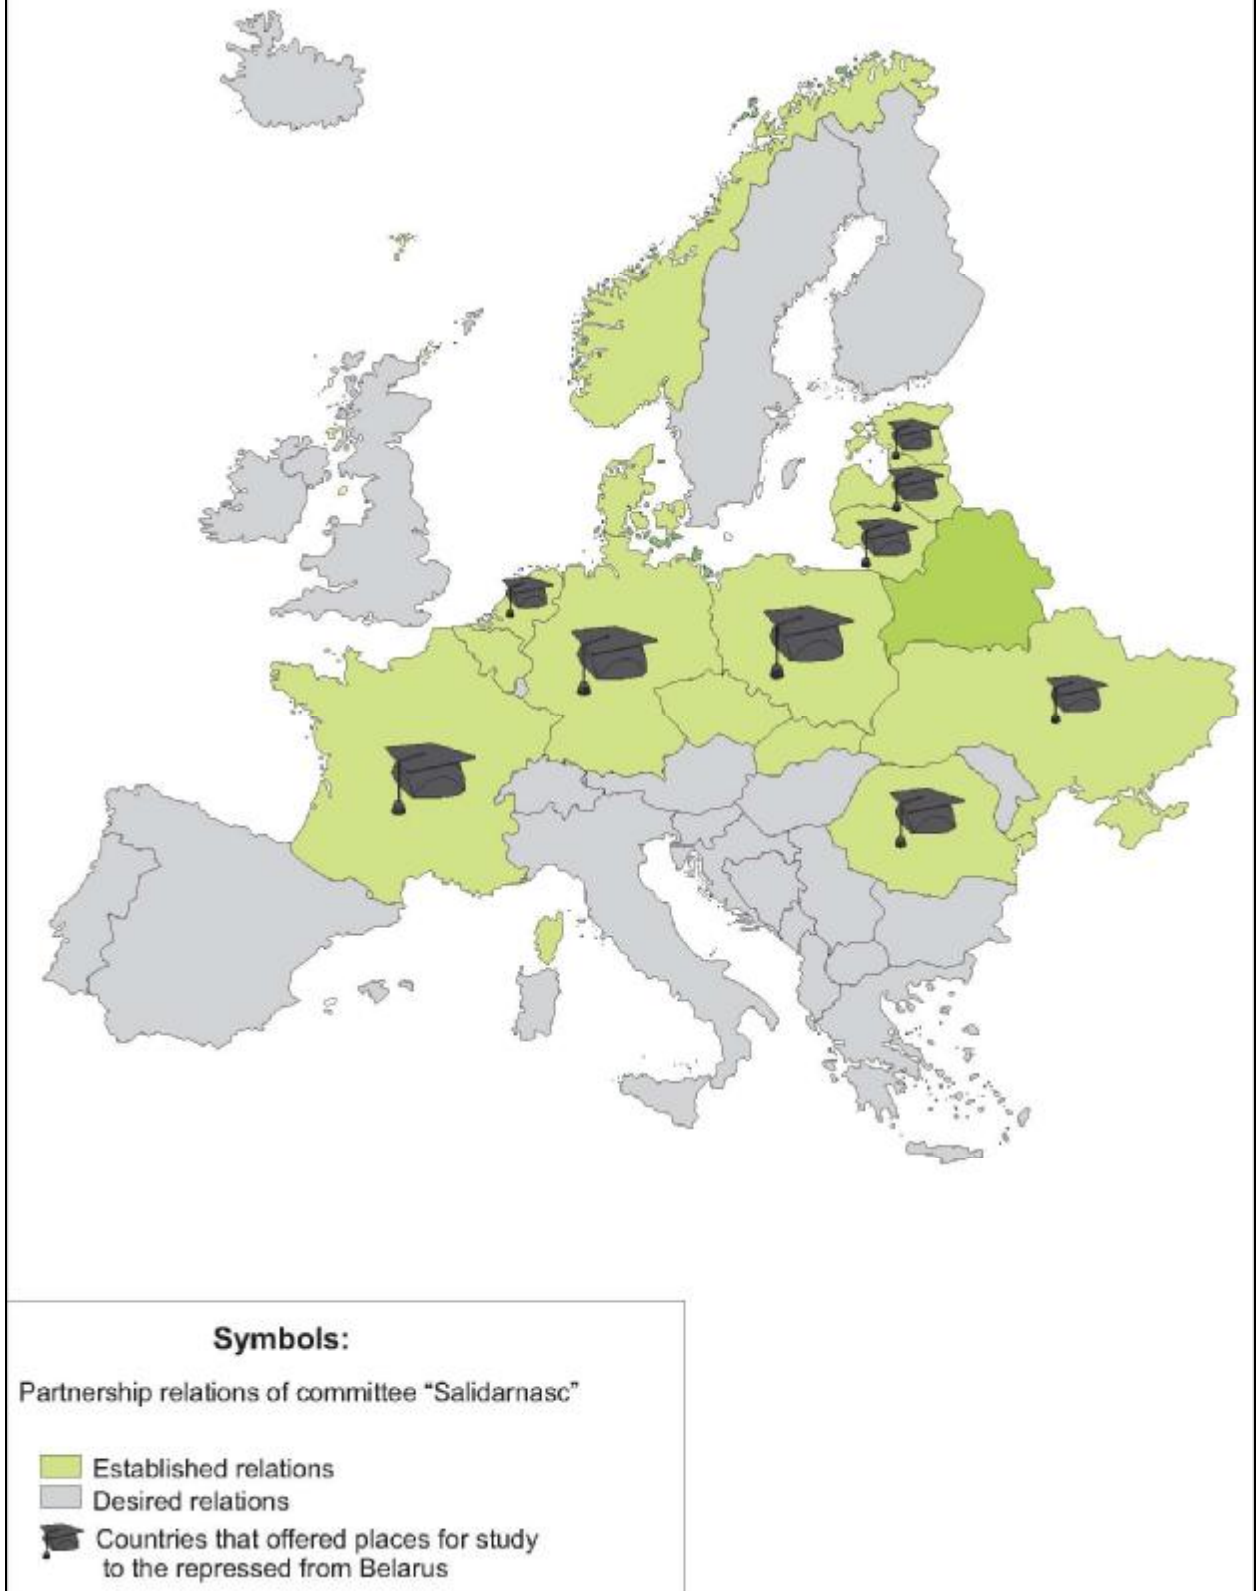 Symbols:
Partnership relations of committee “Salidarnasc”
Established relations
Desired relations
Countries that offered places for study
to the repressed from Belarus